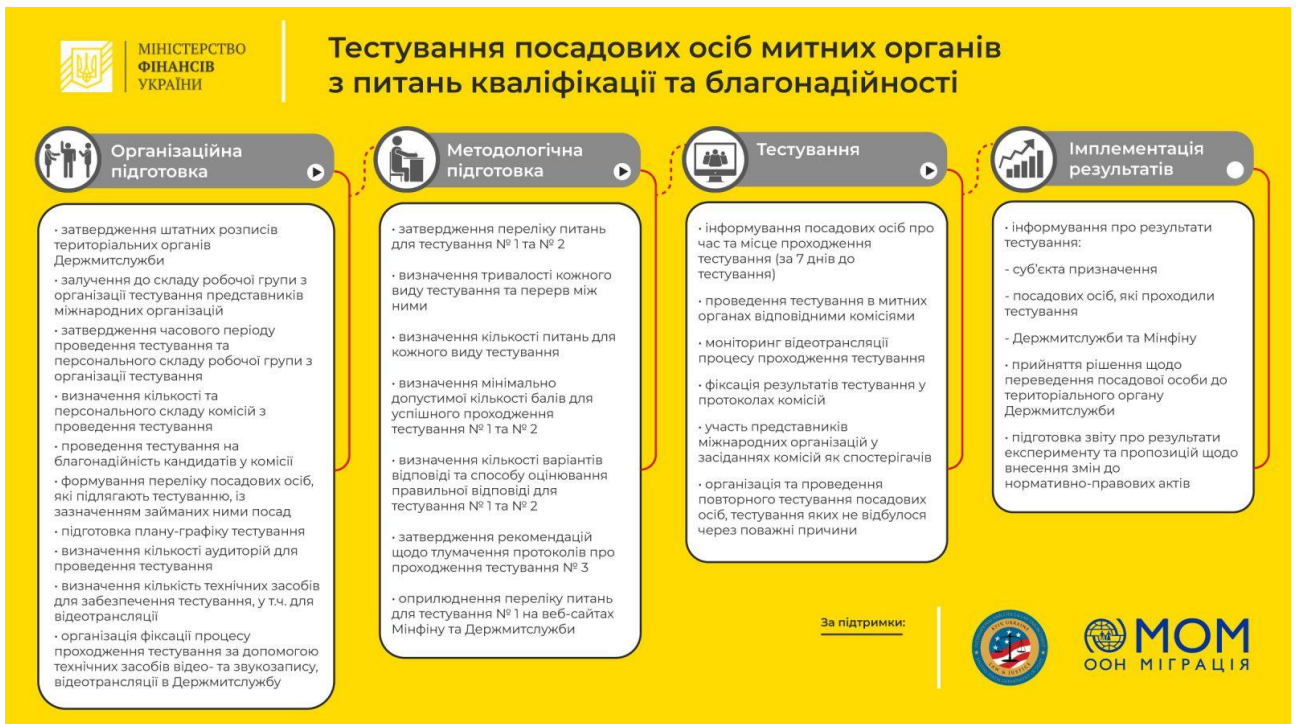 МІНІСТЕРСТВО
ФІНАНСІВ
УКРАЇНИ
Тестування посадових осіб митних органів
з питань кваліфікації та благонадійності
Організаційна
підготовка
• затвердження штатних розписів
територіальних органів
Держмитслужби
• залучення до складу робочої групи з
організації тестування представників
міжнародних організацій
• затвердження часового періоду
проведення тестування та
персонального складу робочої групи з
організації тестування
• визначення кількості та
персонального складу комісій з
проведення тестування
• проведення тестування на
благонадійність кандидатів у комісії
• формування переліку посадових осіб,
які підлягають тестуванню, із
зазначенням займаних ними посад
• підготовка плану-графіку тестування
• визначення кількості аудиторій для
проведення тестування
• визначення кількість технічних засобів
для забезпечення тестування, у т.ч. для
відеотрансляції
• організація фіксації процесу
проходження тестування за допомогою
технічних засобів відео- та звукозапису,
відеотрансляції в Держмитслужбу
Методологічна
підготовка
• затвердження переліку питань
для тестування № 1 та № 2
• визначення тривалості кожного
виду тестування та перерв між
ними
• визначення кількості питань для
кожного виду тестування
• визначення мінімально
допустимої кількості балів для
успішного проходження
тестування № 1 та № 2
• визначення кількості варіантів
відповіді та способу оцінювання
правильної відповіді для
тестування № 1 та № 2
• затвердження рекомендацій
щодо тлумачення протоколів про
проходження тестування № 3
• оприлюднення переліку питань
для тестування № 1 на веб-сайтах
Мінфіну та Держмитслужби
Тестування
• інформування посадових осіб про
час та місце проходження
тестування (за 7 днів до
тестування)
• проведення тестування в митних
органах відповідними комісіями
• моніторинг відеотрансляції
процесу проходження тестування
• фіксація результатів тестування у
протоколах комісій
• участь представників
міжнародних організацій у
засіданнях комісій як спостерігачів
• організація та проведення
повторного тестування посадових
осіб, тестування яких не відбулося
через поважні причини
Імплементація
результатів
• інформування про результати
тестування:
- суб'єкта призначення
- посадових осіб, які проходили
тестування
- Держмитслужби та Мінфіну
• прийняття рішення щодо
переведення посадової особи до
територіального органу
Держмитслужби
• підготовка звіту про результати
експерименту та пропозицій щодо
внесення змін до
нормативно-правових актів
За підтримки:
KYIV UKRAINE
LAW & JUSTICE
МОМ
ООН МІГРАЦІЯ